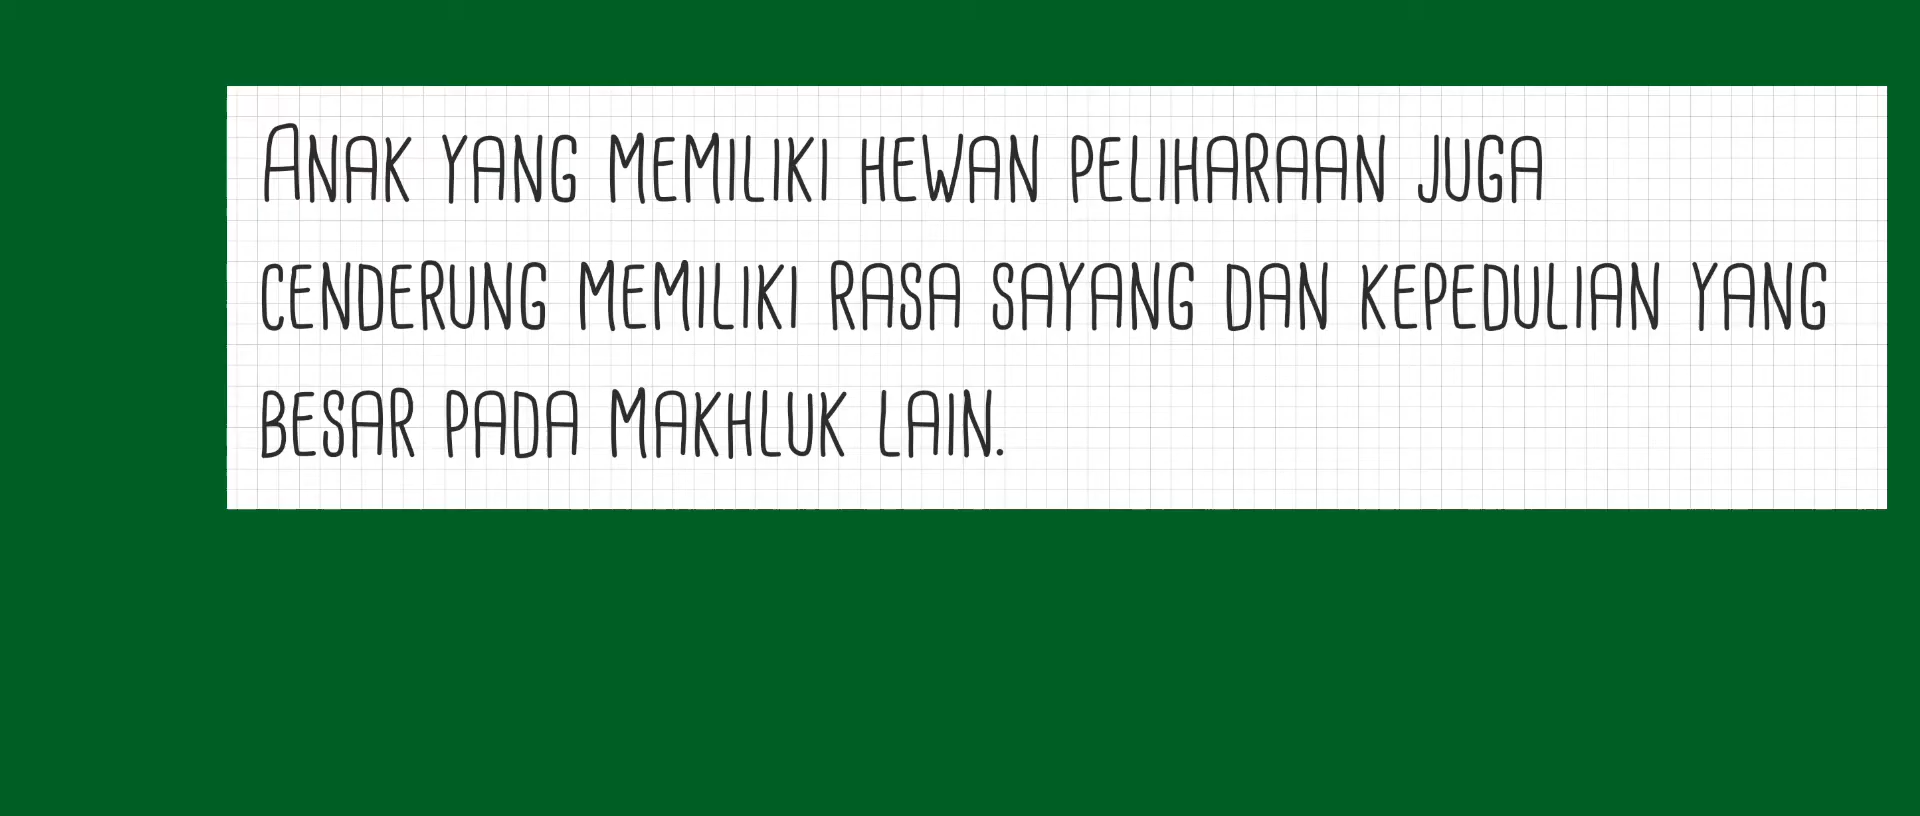 Anak yang memiliki hewan peliharaan juga
cenderung memiliki rasa sayang dan kepedulian yang
besar pada makhluk lain.